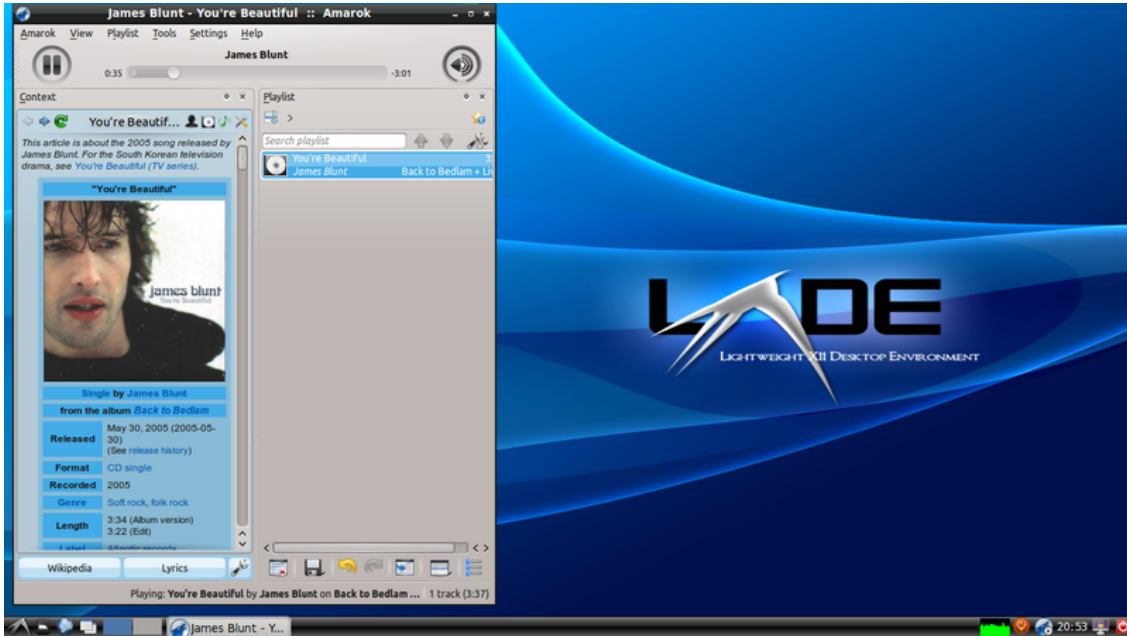 James Blunt - You're Beautiful :: Amarok
Amarok View Playlist Tools Settings Help
James Blunt
0:35 -3:01
Context
You're Beautif...
This article is about the 2005 song released by
James Blunt. For the South Korean television
drama, see You're Beautiful (TV series).
"You're Beautiful"
james blunt
You're Beautiful
Single by James Blunt
from the album Back to Bedlam
Released May 30, 2005 (2005-05-
30)
(See release history)
Format CD single
Recorded 2005
Genre Soft rock, folk rock
Length 3:34 (Album version)
3:22 (Edit)
Label Atlantic records
Wikipedia Lyrics
Playlist
Search playlist
You're Beautiful 3:
James Blunt Back to Bedlam + Li
Playing: You're Beautiful by James Blunt on Back to Bedlam ... 1 track (3:37)
LXDE
Lightweight X11 Desktop Environment
James Blunt - Y...
20:53